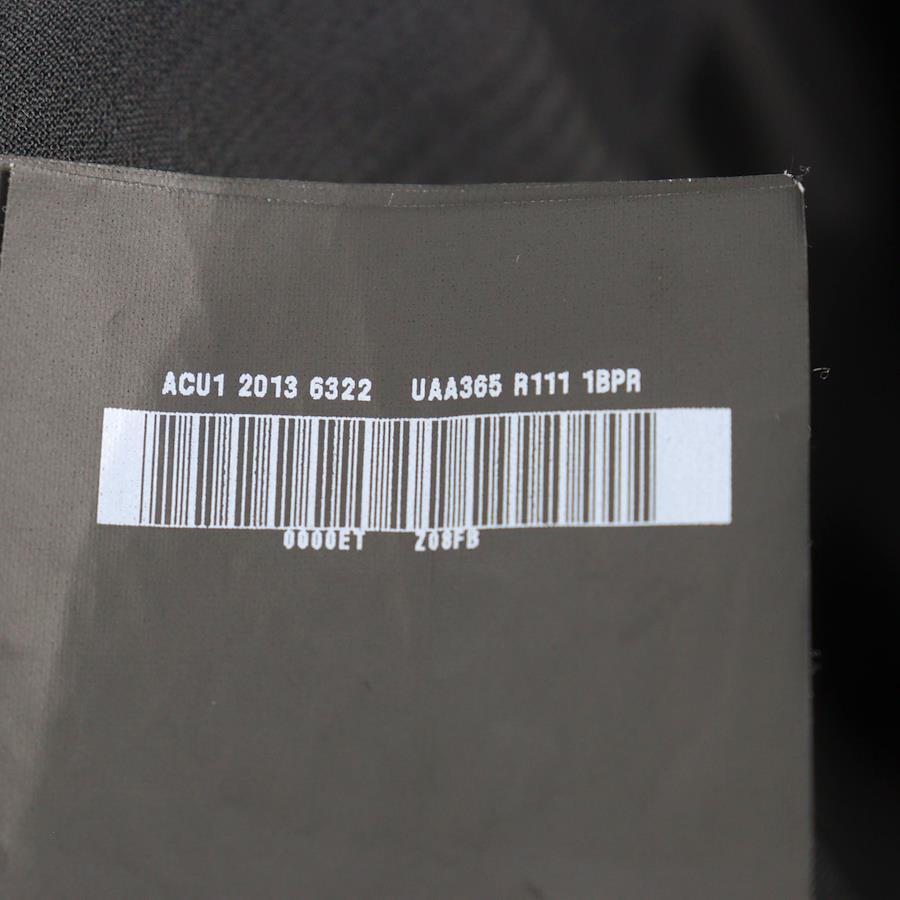 ACU1 2013 6322 UAA365 R111 1BPR
0000ET Z08FB